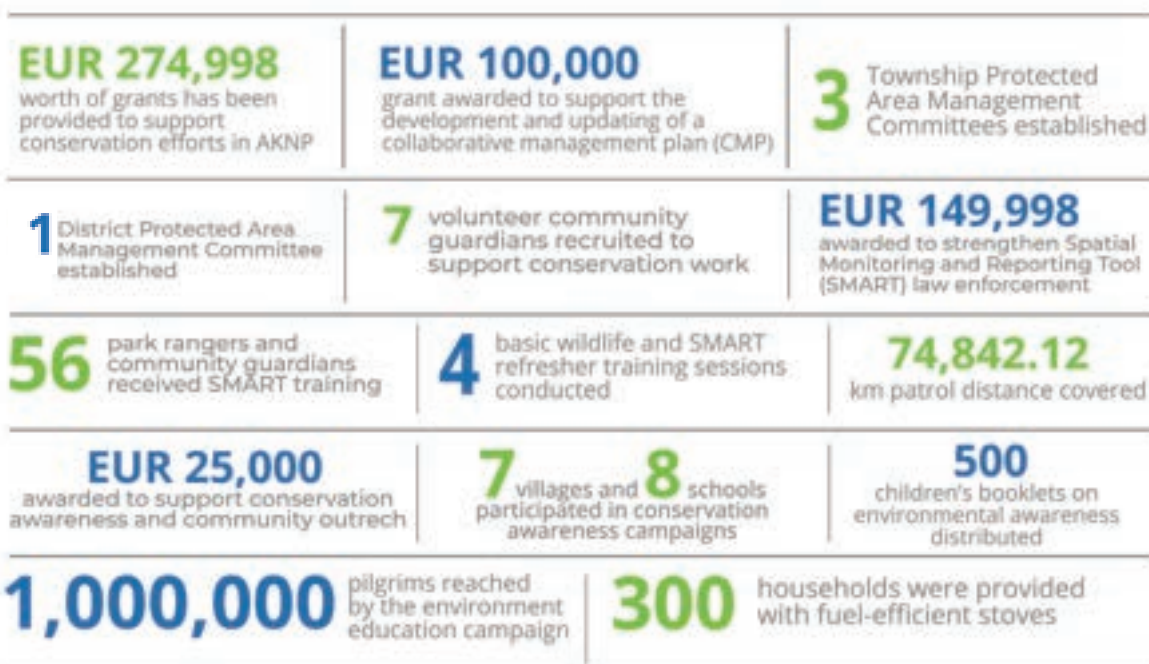 EUR 274,998
worth of grants has been
provided to support
conservation efforts in AKNP
EUR 100,000
grant awarded to support the
development and updating of a
collaborative management plan (CMP)
3 Township Protected
Area Management
Committees established
1 District Protected Area
Management Committee
established
7 volunteer community
guardians recruited to
support conservation work
EUR 149,998
awarded to strengthen Spatial
Monitoring and Reporting Tool
(SMART) law enforcement
56 park rangers and
community guardians
received SMART training
4 basic wildlife and SMART
refresher training sessions
conducted
74,842.12
km patrol distance covered
EUR 25,000
awarded to support conservation
awareness and community outrech
7 villages and 8 schools
participated in conservation
awareness campaigns
500
children's booklets on
environmental awareness
distributed
1,000,000 pilgrims reached
by the environment
education campaign
300 households were provided
with fuel-efficient stoves